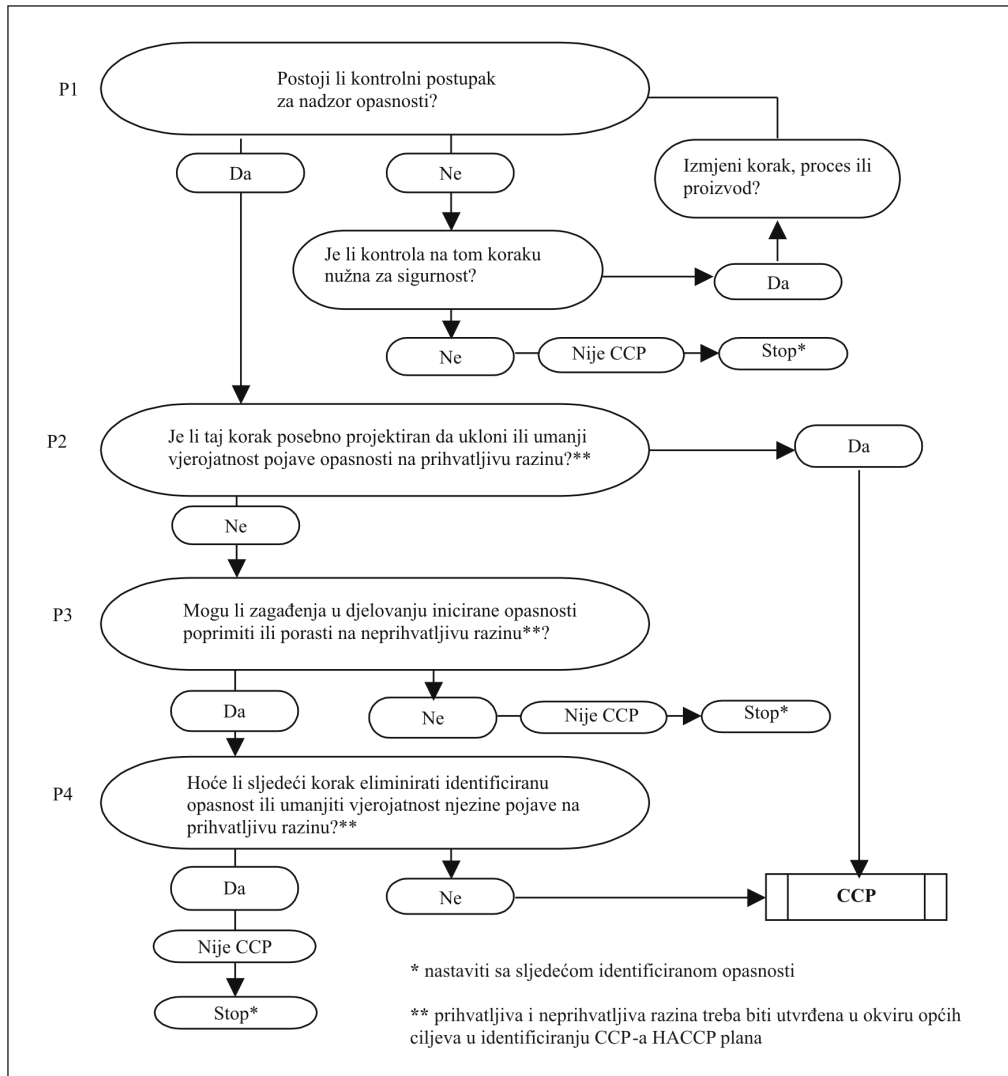 P1
Postoji li kontrolni postupak
za nadzor opasnosti?
Da
Ne
Izmjeni korak, proces ili
proizvod?
Je li kontrola na tom koraku
nužna za sigurnost?
Da
Ne
Nije CCP
Stop*
P2
Je li taj korak posebno projektiran da ukloni ili umanji
vjerojatnost pojave opasnosti na prihvatljivu razinu?**
Da
Ne
P3
Mogu li zagađenja u djelovanju inicirane opasnosti
poprimiti ili porasti na neprihvatljivu razinu**?
Da
Ne
Nije CCP
Stop*
P4
Hoće li sljedeći korak eliminirati identificiranu
opasnost ili umanjiti vjerojatnost njezine pojave na
prihvatljivu razinu?**
Da
Ne
CCP
Nije CCP
Stop*
* nastaviti sa sljedećom identificiranom opasnosti
** prihvatljiva i neprihvatljiva razina treba biti utvrđena u okviru općih
ciljeva u identificiranju CCP-a HACCP plana